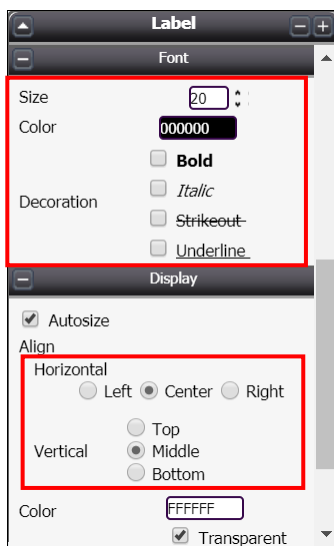 Label
Font
Size 20
Color 000000
Bold
Italic
Decoration
Strikeout
Underline
Display
Autosize
Align
Horizontal
Left Center Right
Top
Vertical Middle
Bottom
Color FFFFFF
Transparent